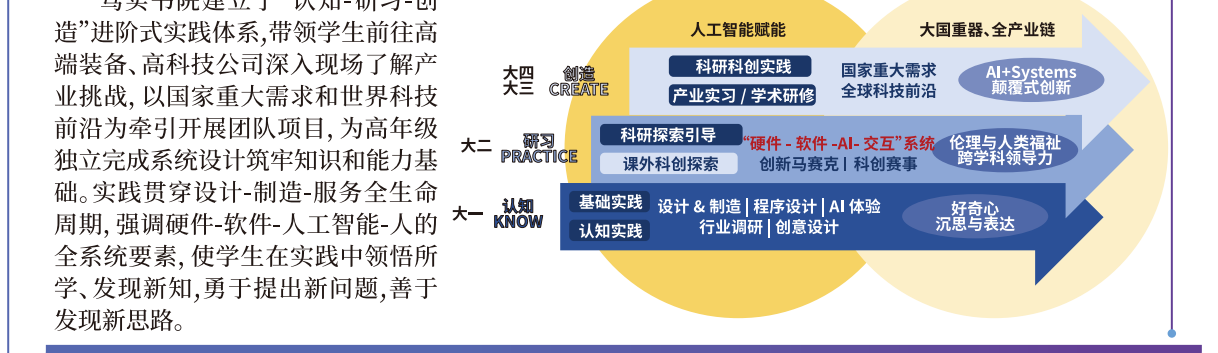 笃实书院建立了“认知-研习-创
造”进阶式实践体系,带领学生前往高
端装备、高科技公司深入现场了解产
业挑战, 以国家重大需求和世界科技
前沿为牵引开展团队项目, 为高年级
独立完成系统设计筑牢知识和能力基
础。实践贯穿设计-制造-服务全生命
周期, 强调硬件-软件-人工智能-人的
全系统要素, 使学生在实践中领悟所
学、发现新知,勇于提出新问题,善于
发现新思路。
人工智能赋能
大国重器、全产业链
大四
大三
创造
CREATE
科研科创实践
产业实习 / 学术研修
国家重大需求
全球科技前沿
AI+Systems
颠覆式创新
大二
研习
PRACTICE
科研探索引导
课外科创探索
“硬件 - 软件 -AI- 交互”系统
创新马赛克丨 科创赛事
伦理与人类福祉
跨学科领导力
大一
认知
KNOW
基础实践
认知实践
设计 & 制造 | 程序设计 | AI 体验
行业调研 | 创意设计
好奇心
沉思与表达